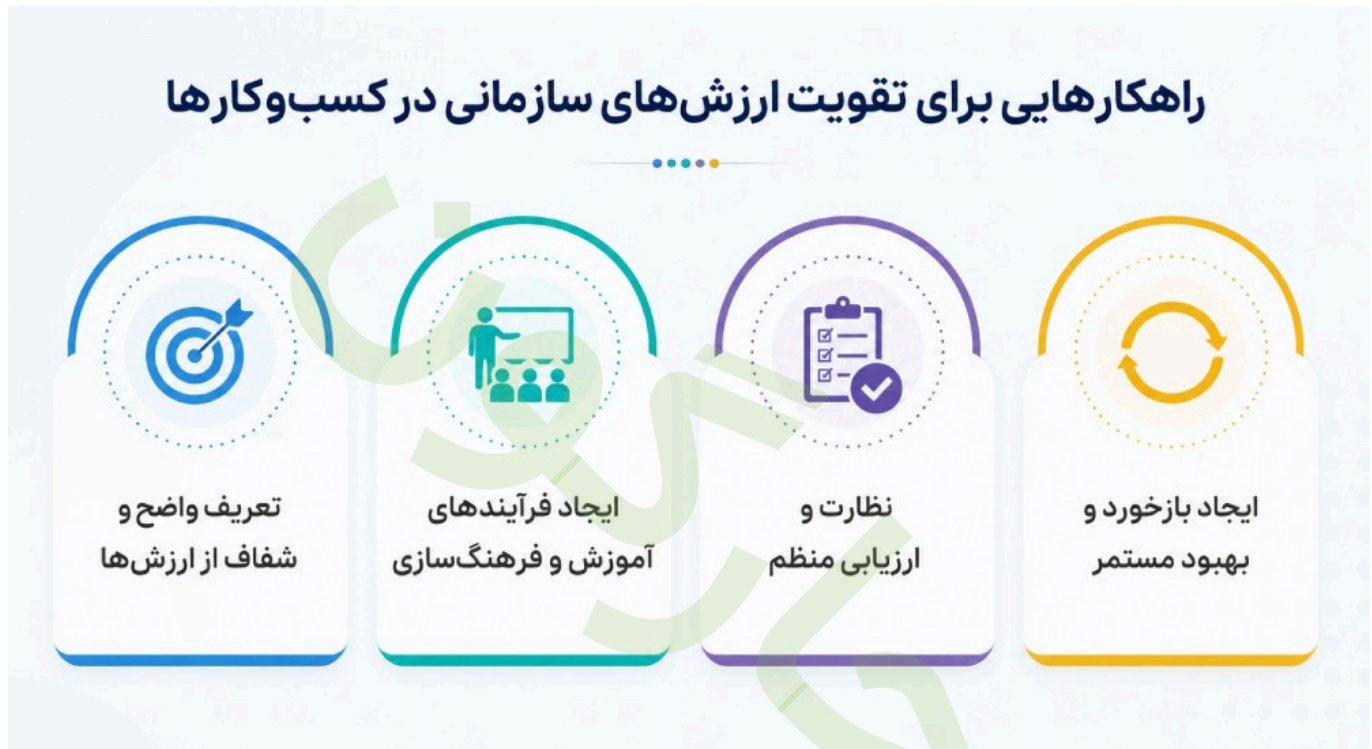 راهکارهایی برای تقویت ارزش‌های سازمانی در کسب‌وکارها
ایجاد بازخورد و
بهبود مستمر
نظارت و
ارزیابی منظم
ایجاد فرآیندهای
آموزش و فرهنگ‌سازی
تعریف واضح و
شفاف از ارزش‌ها